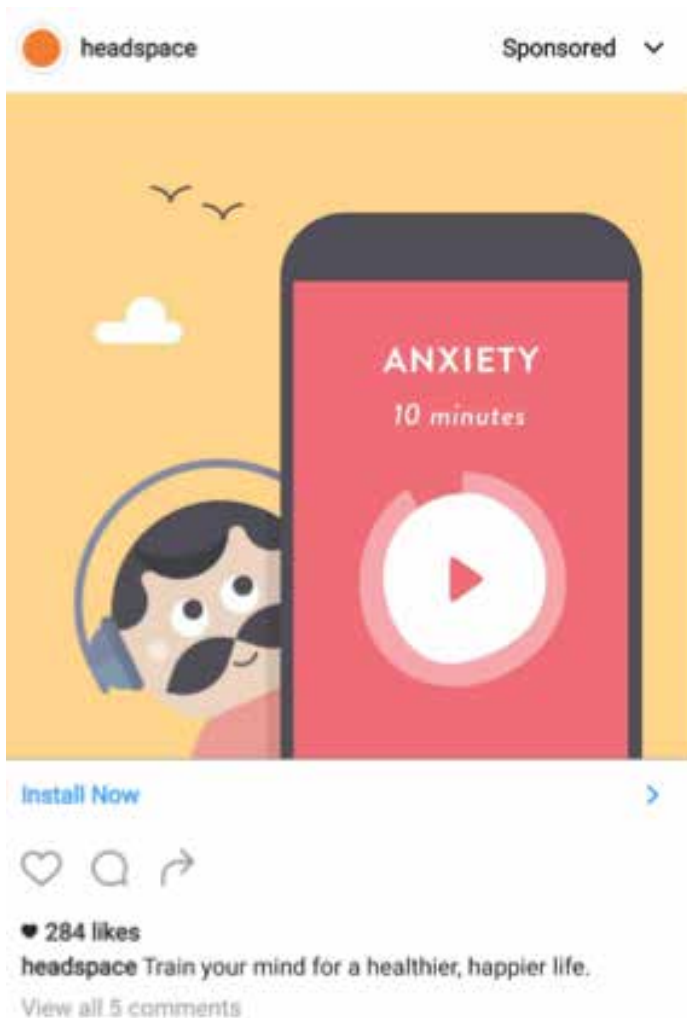 headspace Sponsored
ANXIETY
10 minutes
Install Now
284 likes
headspace Train your mind for a healthier, happier life.
View all 5 comments